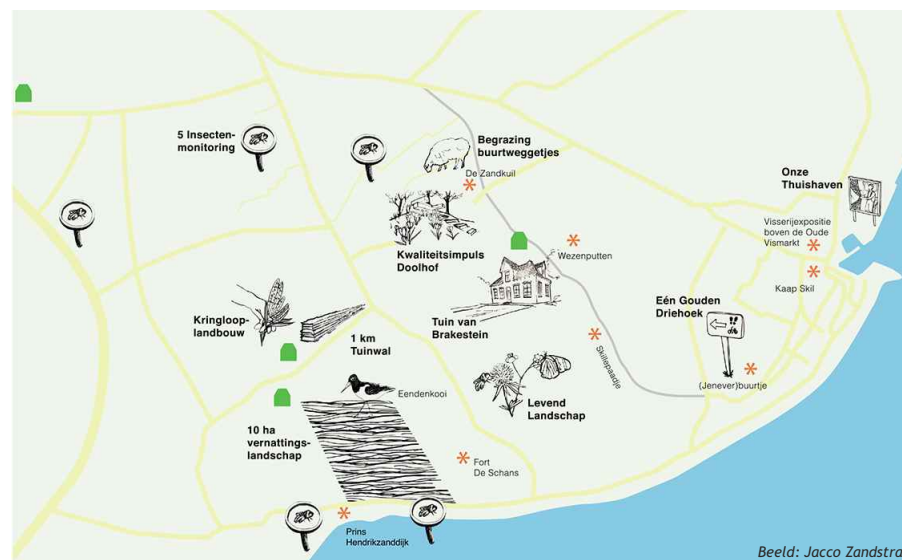 5 Insecten-
monitoring
Begrazing
buurtweggetjes
De Zandkuil
Onze
Thuishaven
Visserijexpositie
boven de Oude
Vismarkt
Kwaliteitsimpuls
Doolhof
Wezenputten
Kaap Skil
Eén Gouden
Driehoek
Kringloop-
landbouw
1 km
Tuinwal
Tuin van
Brakestein
Skillepaadje
(Jenever)buurtje
Eendenkooi
Levend
Landschap
10 ha
vernattings-
landschap
Fort
De Schans
Prins
Hendrikzanddijk
Beeld: Jacco Zandstra